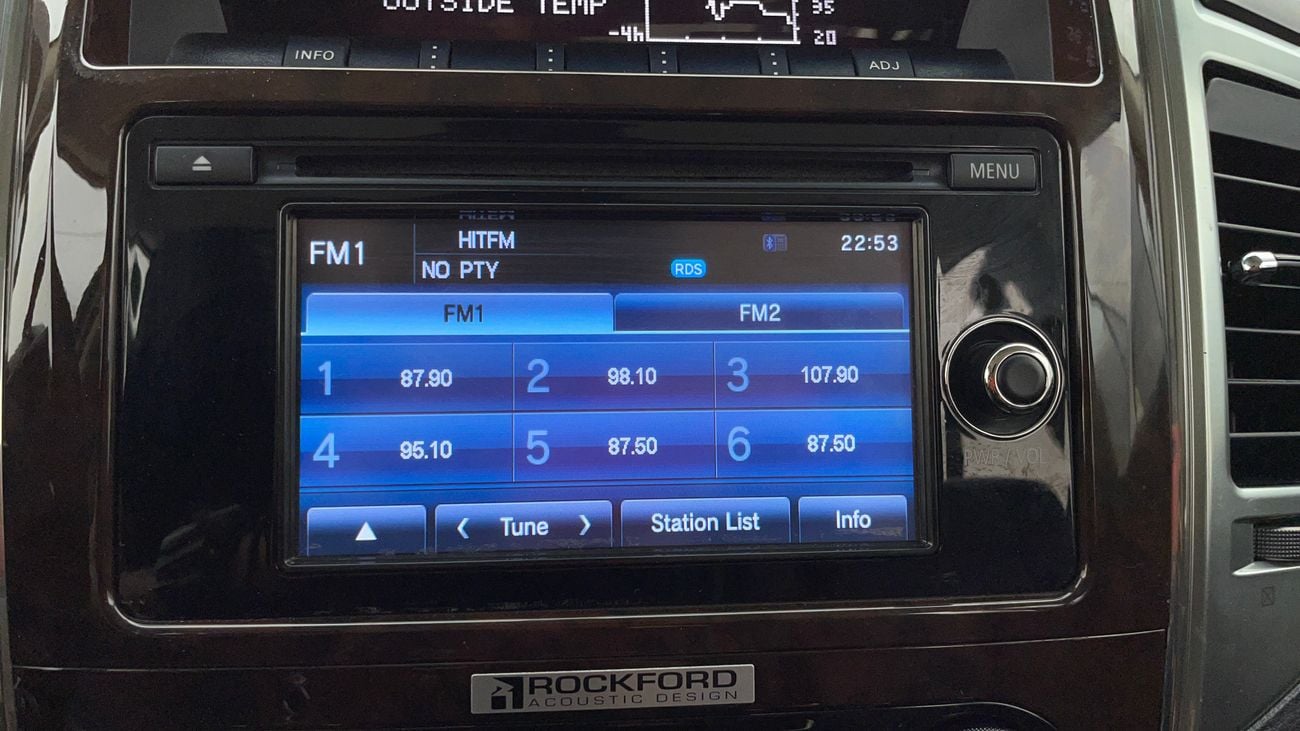 OUTSIDE TEMP
35
-4h
20
INFO
ADJ
MENU
FM1
HITFM
22:53
NO PTY
RDS
FM1
FM2
1 87.90
2 98.10
3 107.90
4 95.10
5 87.50
6 87.50
Tune
Station List
Info
PWR / VOL
ROCKFORD
ACOUSTIC DESIGN